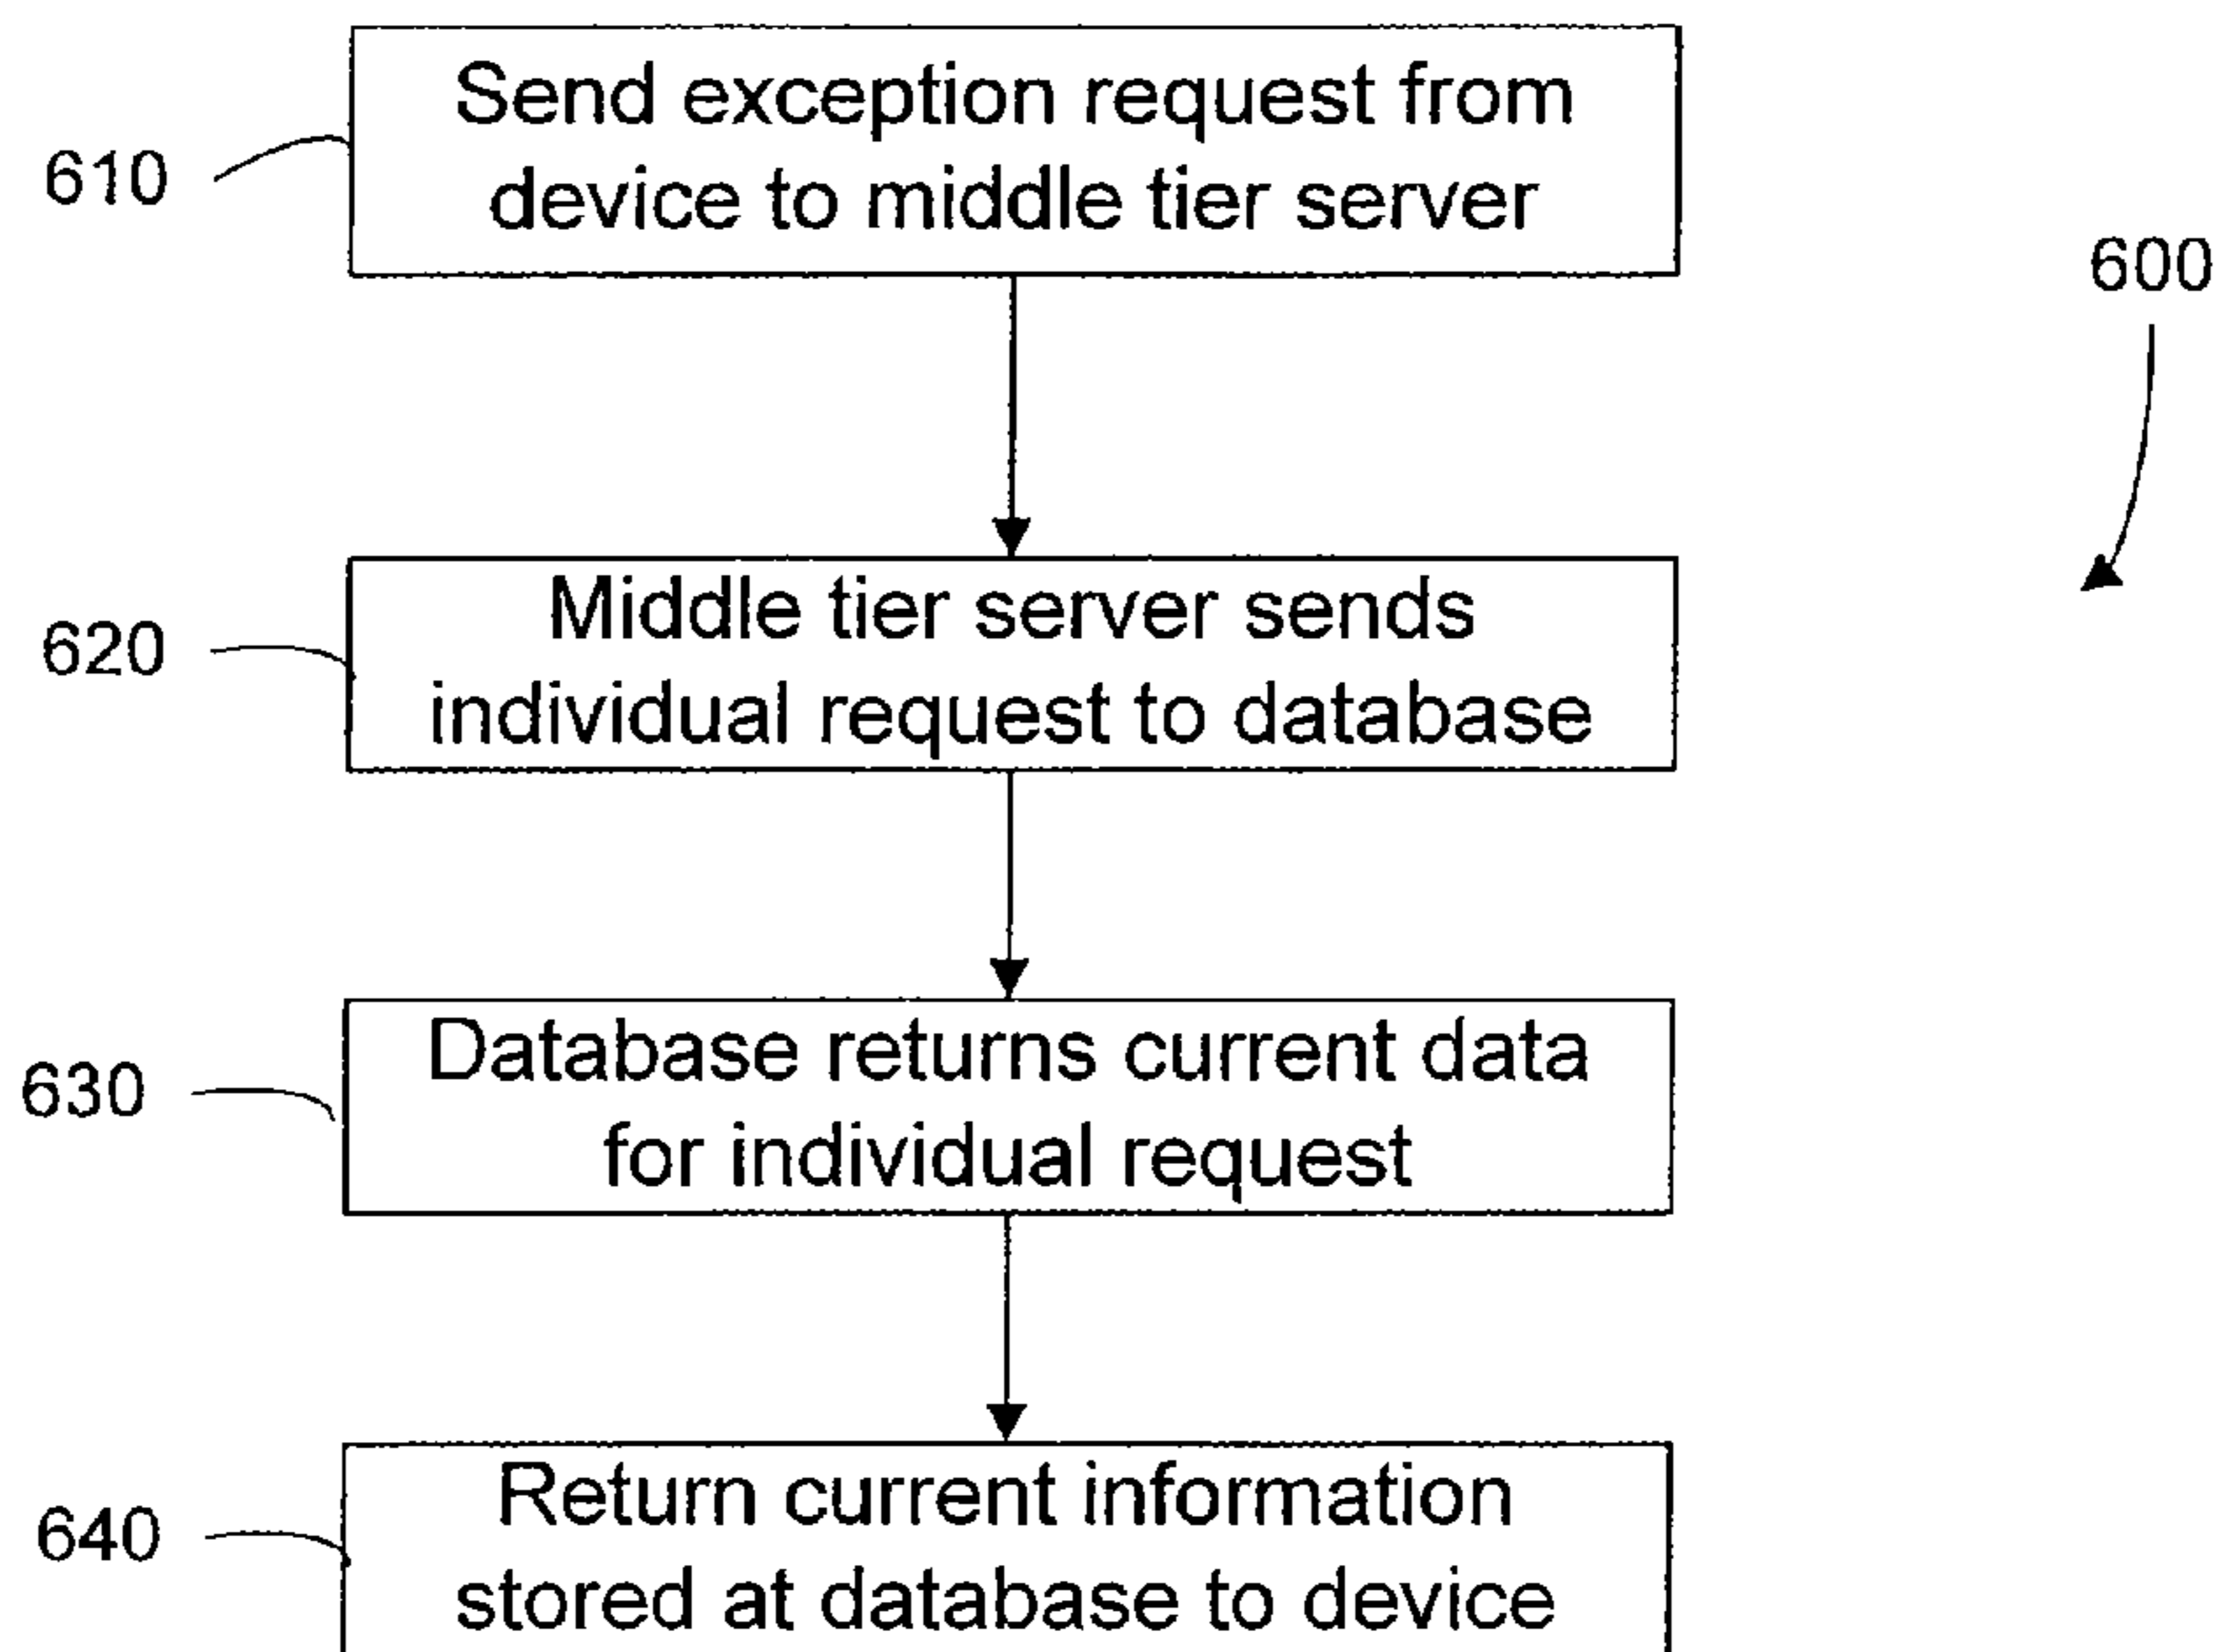 Send exception request from
device to middle tier server
610
600
Middle tier server sends
individual request to database
620
Database returns current data
for individual request
630
Return current information
stored at database to device
640